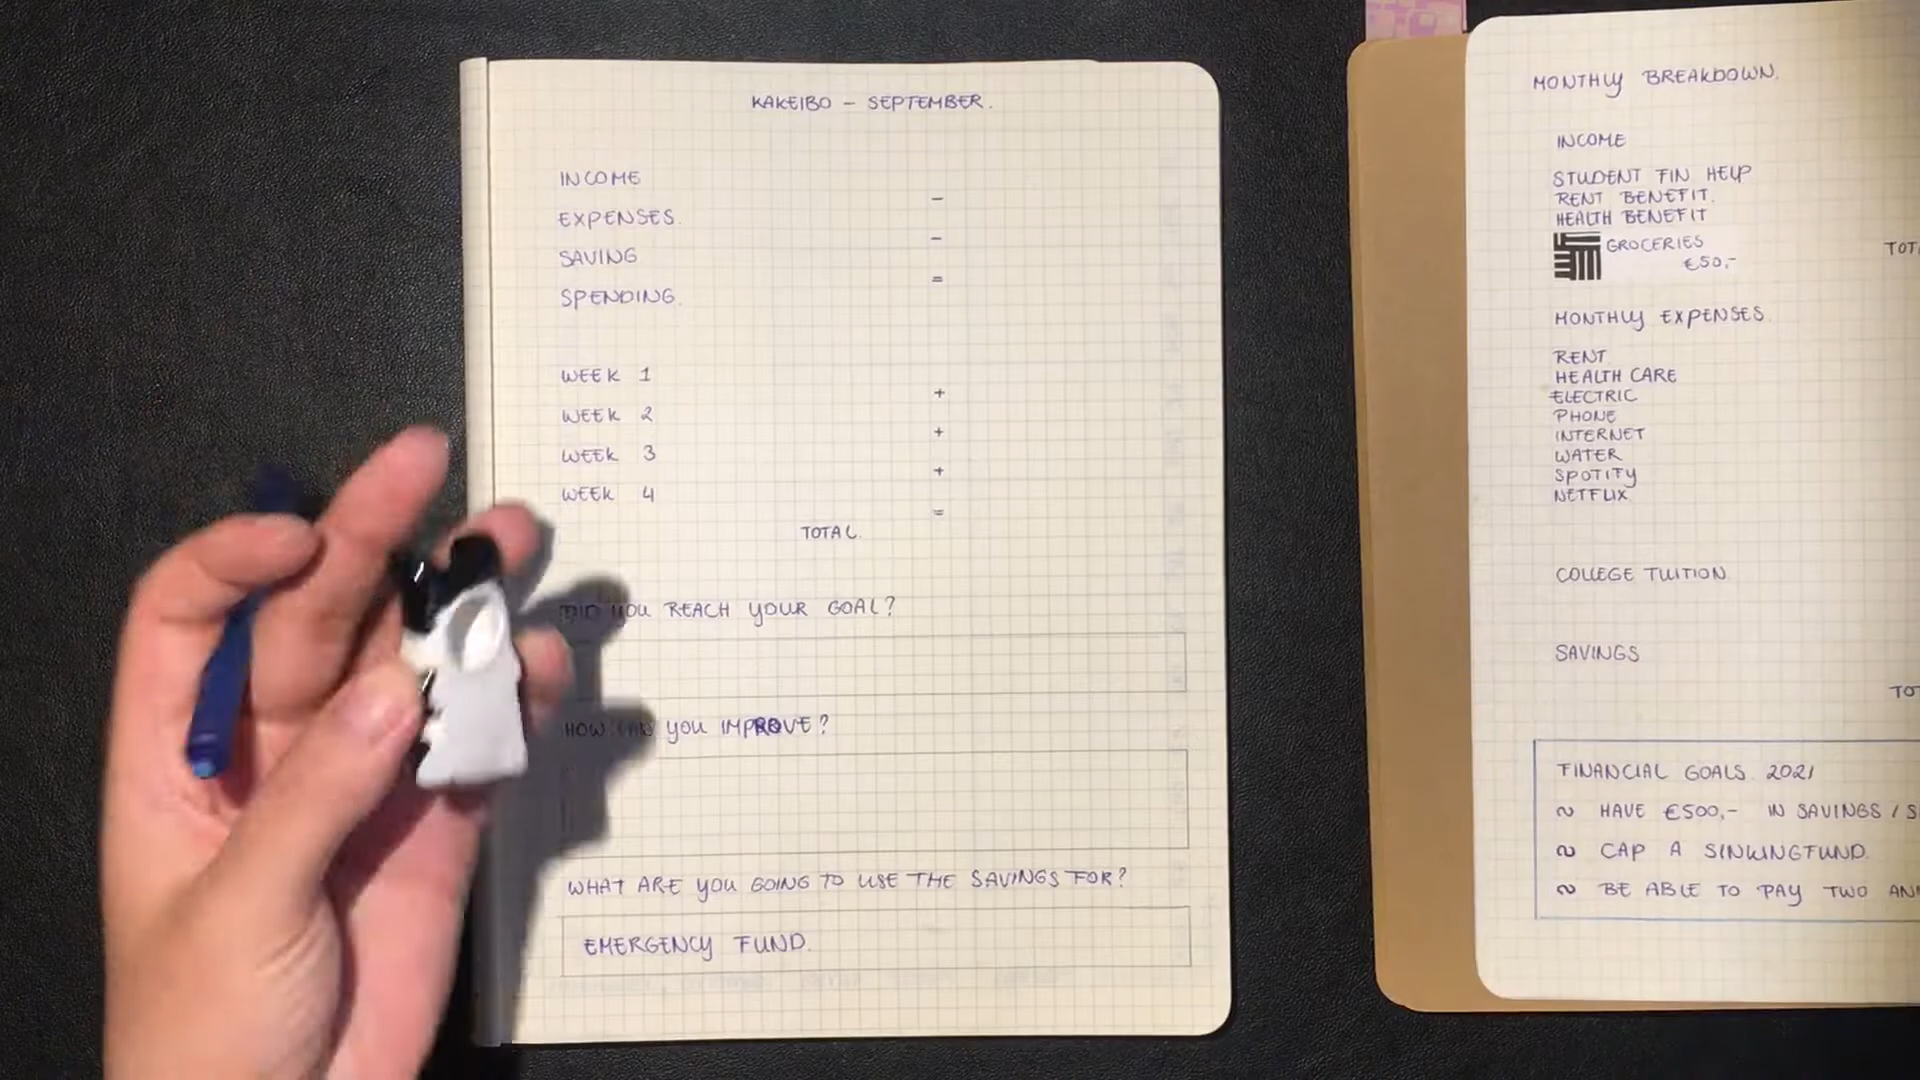 KAKEIBO - SEPTEMBER.
INCOME
-
EXPENSES.
-
SAVING
=
SPENDING.
WEEK 1
+
WEEK 2
+
WEEK 3
+
WEEK 4
=
TOTAL.
DID YOU REACH YOUR GOAL?
HOW CAN YOU IMPROVE?
WHAT ARE YOU GOING TO USE THE SAVINGS FOR?
EMERGENCY FUND.
MONTHLY BREAKDOWN.
INCOME
STUDENT FIN HELP
RENT BENEFIT.
HEALTH BENEFIT
GROCERIES
€50,-
MONTHLY EXPENSES.
RENT
HEALTH CARE
ELECTRIC
PHONE
INTERNET
WATER
SPOTIFY
NETFLIX
COLLEGE TUITION
SAVINGS
FINANCIAL GOALS 2021
~ HAVE €500,- IN SAVINGS /
~ CAP A SINKINGFUND.
~ BE ABLE TO PAY TWO